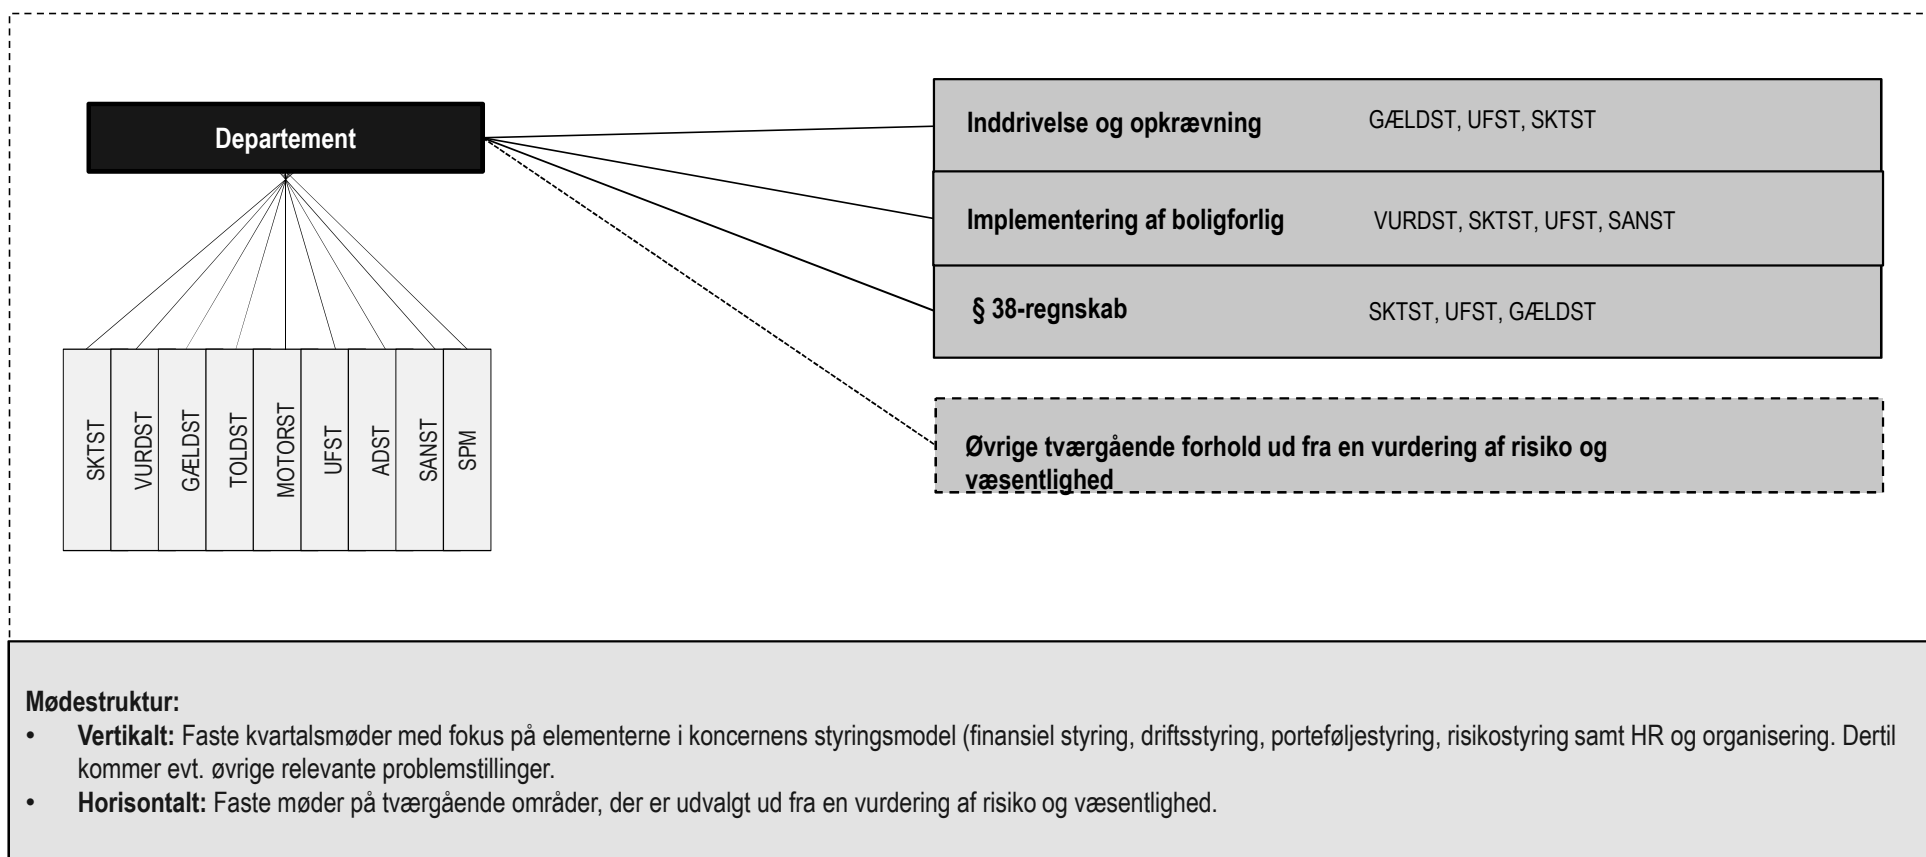 Departement
Inddrivelse og opkrævning GÆLDST, UFST, SKTST
Implementering af boligforlig VURDST, SKTST, UFST, SANST
§ 38-regnskab SKTST, UFST, GÆLDST
Øvrige tværgående forhold ud fra en vurdering af risiko og
væsentlighed
SKTST
VURDST
GÆLDST
TOLDST
MOTORST
UFST
ADST
SANST
SPM
Mødestruktur:
• Vertikalt: Faste kvartalsmøder med fokus på elementerne i koncernens styringsmodel (finansiel styring, driftsstyring, porteføljestyring, risikostyring samt HR og organisering. Dertil
kommer evt. øvrige relevante problemstillinger.
• Horisontalt: Faste møder på tværgående områder, der er udvalgt ud fra en vurdering af risiko og væsentlighed.